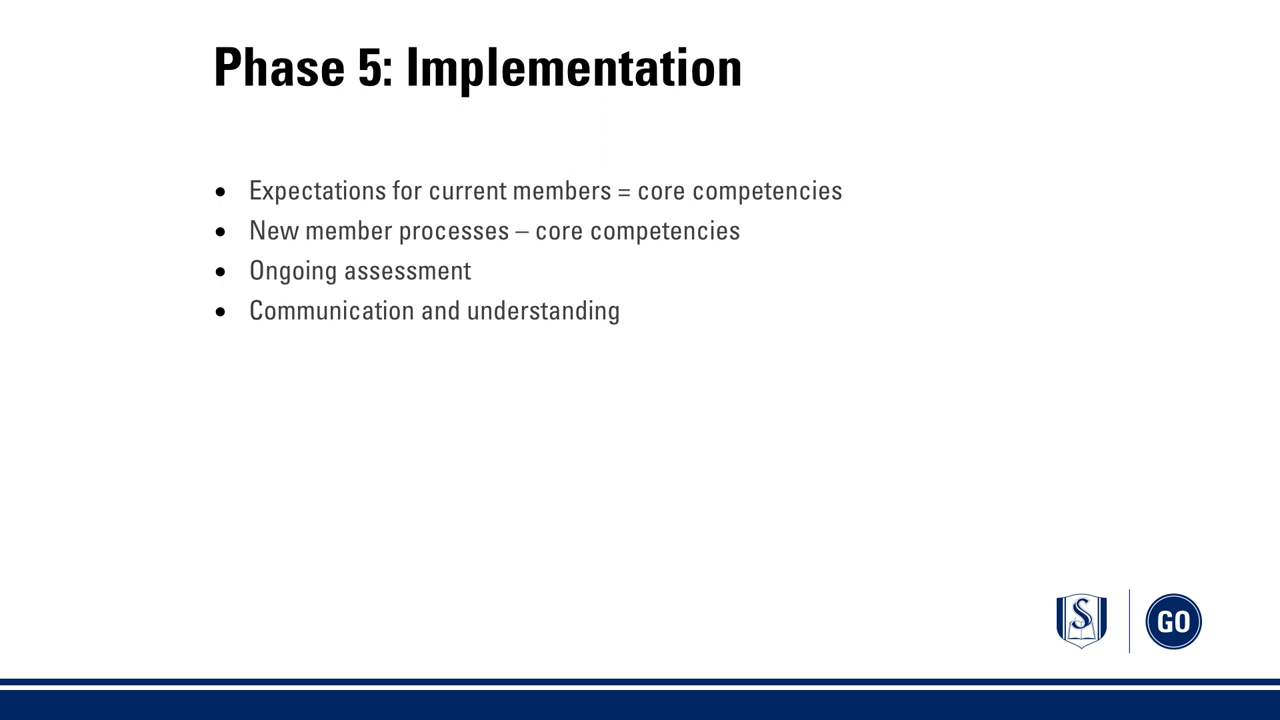 Phase 5: Implementation
• Expectations for current members = core competencies
• New member processes – core competencies
• Ongoing assessment
• Communication and understanding
S
GO